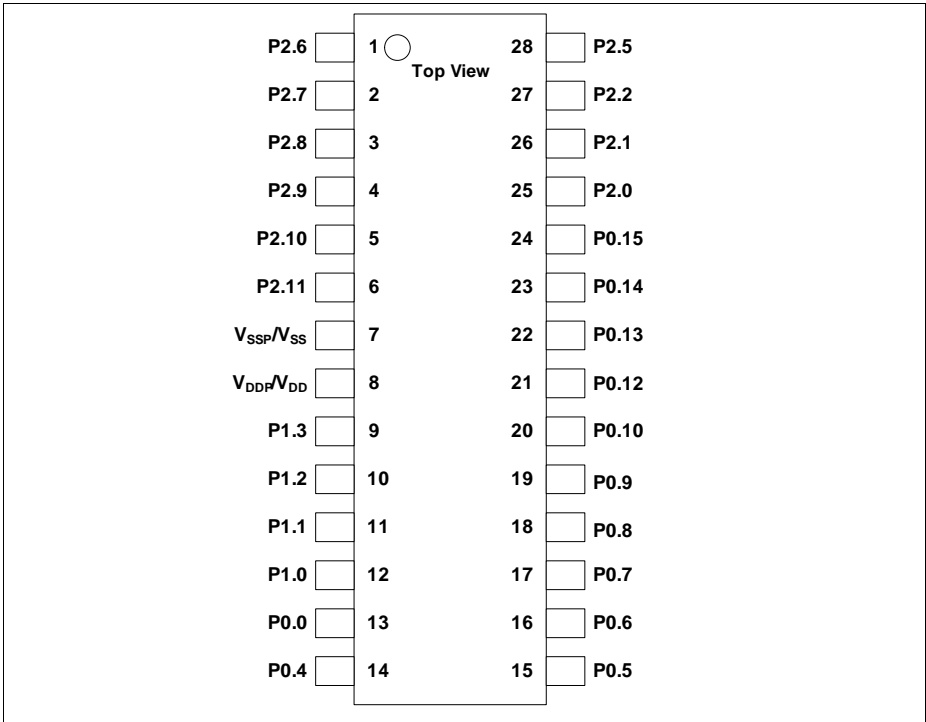 P2.6 1 28 P2.5
Top View
P2.7 2 27 P2.2
P2.8 3 26 P2.1
P2.9 4 25 P2.0
P2.10 5 24 P0.15
P2.11 6 23 P0.14
VSSP/VSS 7 22 P0.13
VDDP/VDD 8 21 P0.12
P1.3 9 20 P0.10
P1.2 10 19 P0.9
P1.1 11 18 P0.8
P1.0 12 17 P0.7
P0.0 13 16 P0.6
P0.4 14 15 P0.5